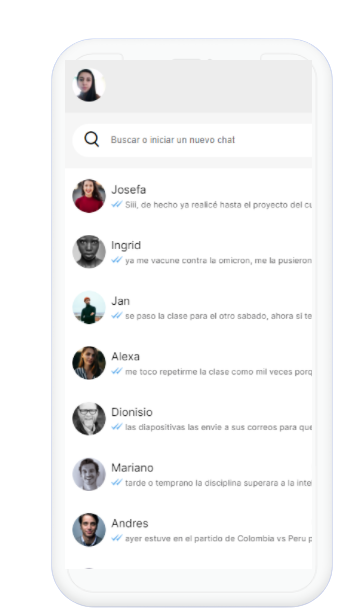 Buscar o iniciar un nuevo chat
Josefa
Siii, de hecho ya realicé hasta el proyecto del cu
Ingrid
ya me vacune contra la omicron, me la pusieron
Jan
se paso la clase para el otro sabado, ahora si te
Alexa
me toco repetirme la clase como mil veces porq
Dionisio
las diapositivas las envie a sus correos para que
Mariano
tarde o temprano la disciplina superara a la inte
Andres
ayer estuve en el partido de Colombia vs Peru p